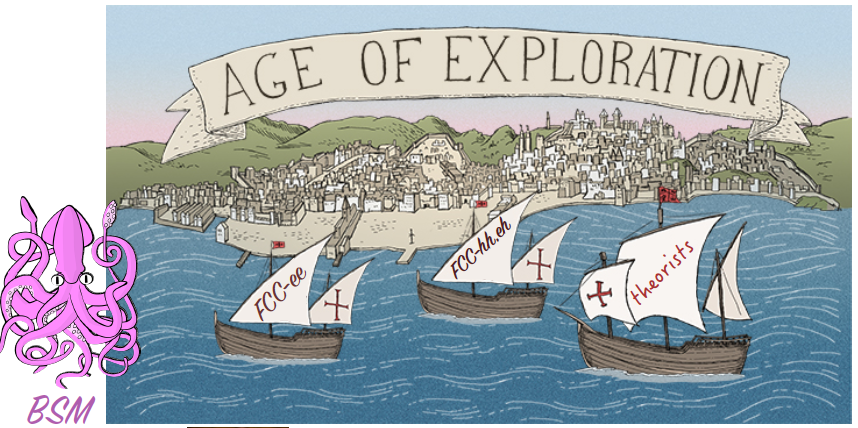 AGE OF EXPLORATION
FCC-ee
FCC-hh.eh
theorists
BSM